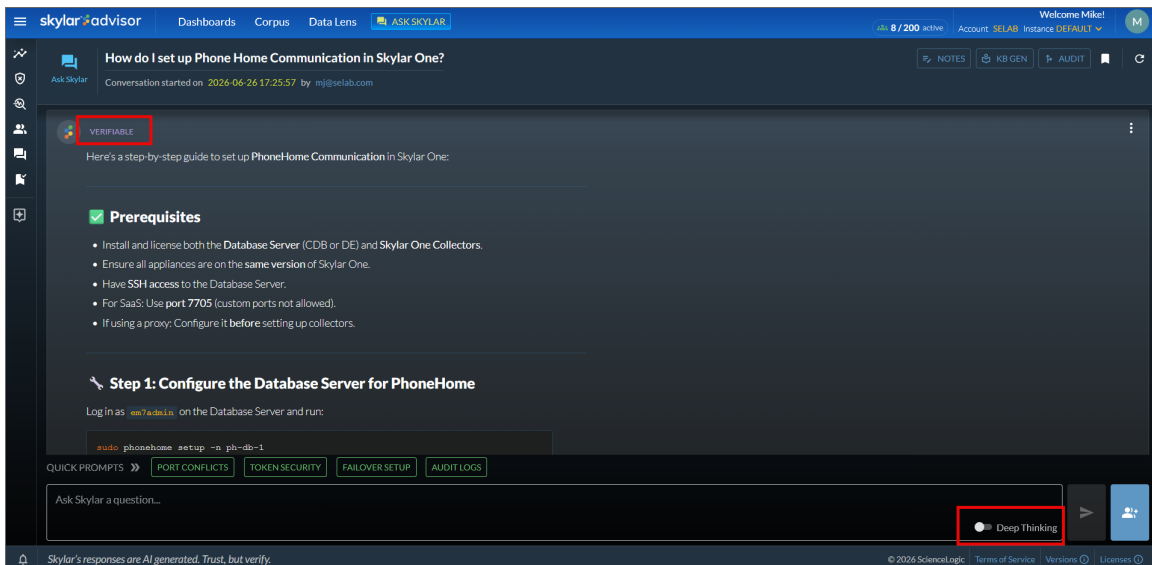 skylar advisor Dashboards Corpus Data Lens ASK SKYLAR 8 / 200 active Account SELAB Instance DEFAULT Welcome Mike! M
Ask Skylar
How do I set up Phone Home Communication in Skylar One?
Conversation started on 2026-06-26 17:25:57 by mj@selab.com
NOTES KB GEN AUDIT
VERIFIABLE
Here's a step-by-step guide to set up PhoneHome Communication in Skylar One:
✅ Prerequisites
• Install and license both the Database Server (CDB or DE) and Skylar One Collectors.
• Ensure all appliances are on the same version of Skylar One.
• Have SSH access to the Database Server.
• For SaaS: Use port 7705 (custom ports not allowed).
• If using a proxy: Configure it before setting up collectors.
🔧 Step 1: Configure the Database Server for PhoneHome
Log in as em7admin on the Database Server and run:
sudo phonehome setup -n ph-db-1
QUICK PROMPTS PORT CONFLICTS TOKEN SECURITY FAILOVER SETUP AUDIT LOGS
Ask Skylar a question...
Deep Thinking
Skylar's responses are AI generated. Trust, but verify. © 2026 ScienceLogic Terms of Service Versions Licenses